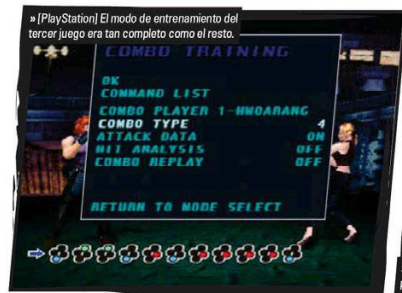 » [PlayStation] El modo de entrenamiento del
tercer juego era tan completo como el resto.
COMBO TRAINING
OK
COMMAND LIST
COMBO PLAYER 1-HWOARANG
COMBO TYPE 4
ATTACK DATA ON
HIT ANALYSIS OFF
COMBO REPLAY OFF
RETURN TO MODE SELECT